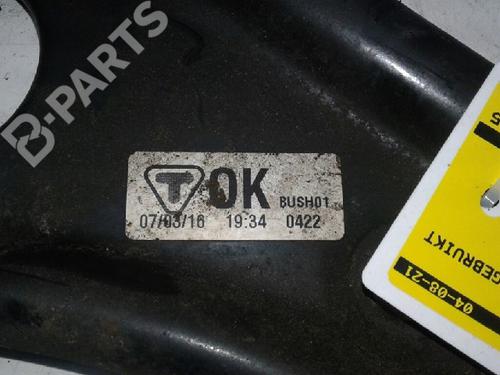 B-PARTS
T OK BUSH01
07/03/16 19:34 0422
GEBRUIKT
04-08-21